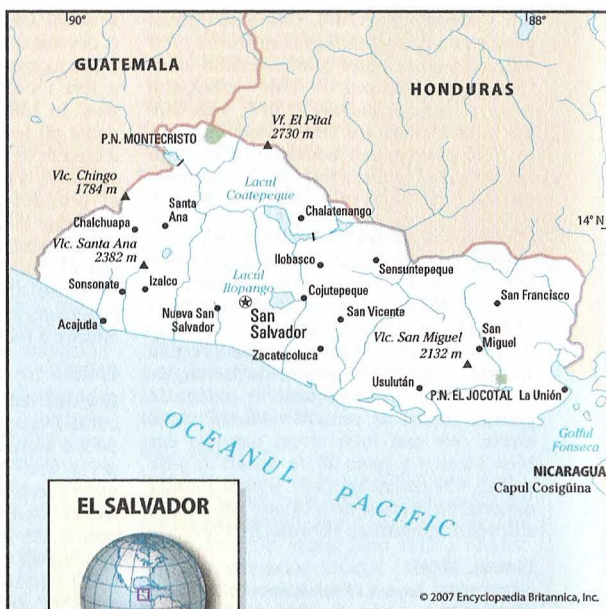 90°
88°
GUATEMALA
HONDURAS
Vf. El Pital
2730 m
P.N. MONTECRISTO
Vlc. Chingo
1784 m
Lacul
Coatepeque
Santa
Ana
Chalatenango
14° N
Chalchuapa
Vlc. Santa Ana
2382 m
Ilobasco
Sensuntepeque
Lacul
Ilopango
Sonsonate
Izalco
Cojutepeque
San Francisco
Nueva San
Salvador
San
Salvador
San Vicente
Acajutla
Vlc. San Miguel
2132 m
San
Miguel
Zacatecoluca
Usulután
P.N. EL JOCOTAL
La Unión
OCEANUL PACIFIC
Golful
Fonseca
NICARAGUA
Capul Cosigüina
EL SALVADOR
© 2007 Encyclopædia Britannica, Inc.